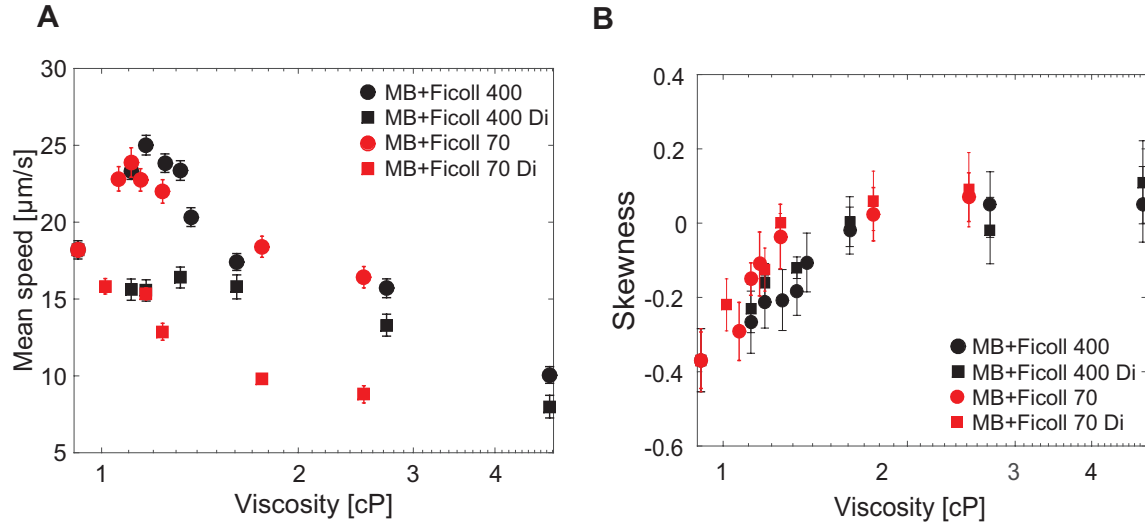 A
30
25
20
15
10
5
Mean speed [µm/s]
MB+Ficoll 400
MB+Ficoll 400 Di
MB+Ficoll 70
MB+Ficoll 70 Di
1 2 3 4
Viscosity [cP]
B
0.4
0.2
0
-0.2
-0.4
-0.6
Skewness
MB+Ficoll 400
MB+Ficoll 400 Di
MB+Ficoll 70
MB+Ficoll 70 Di
1 2 3 4
Viscosity [cP]